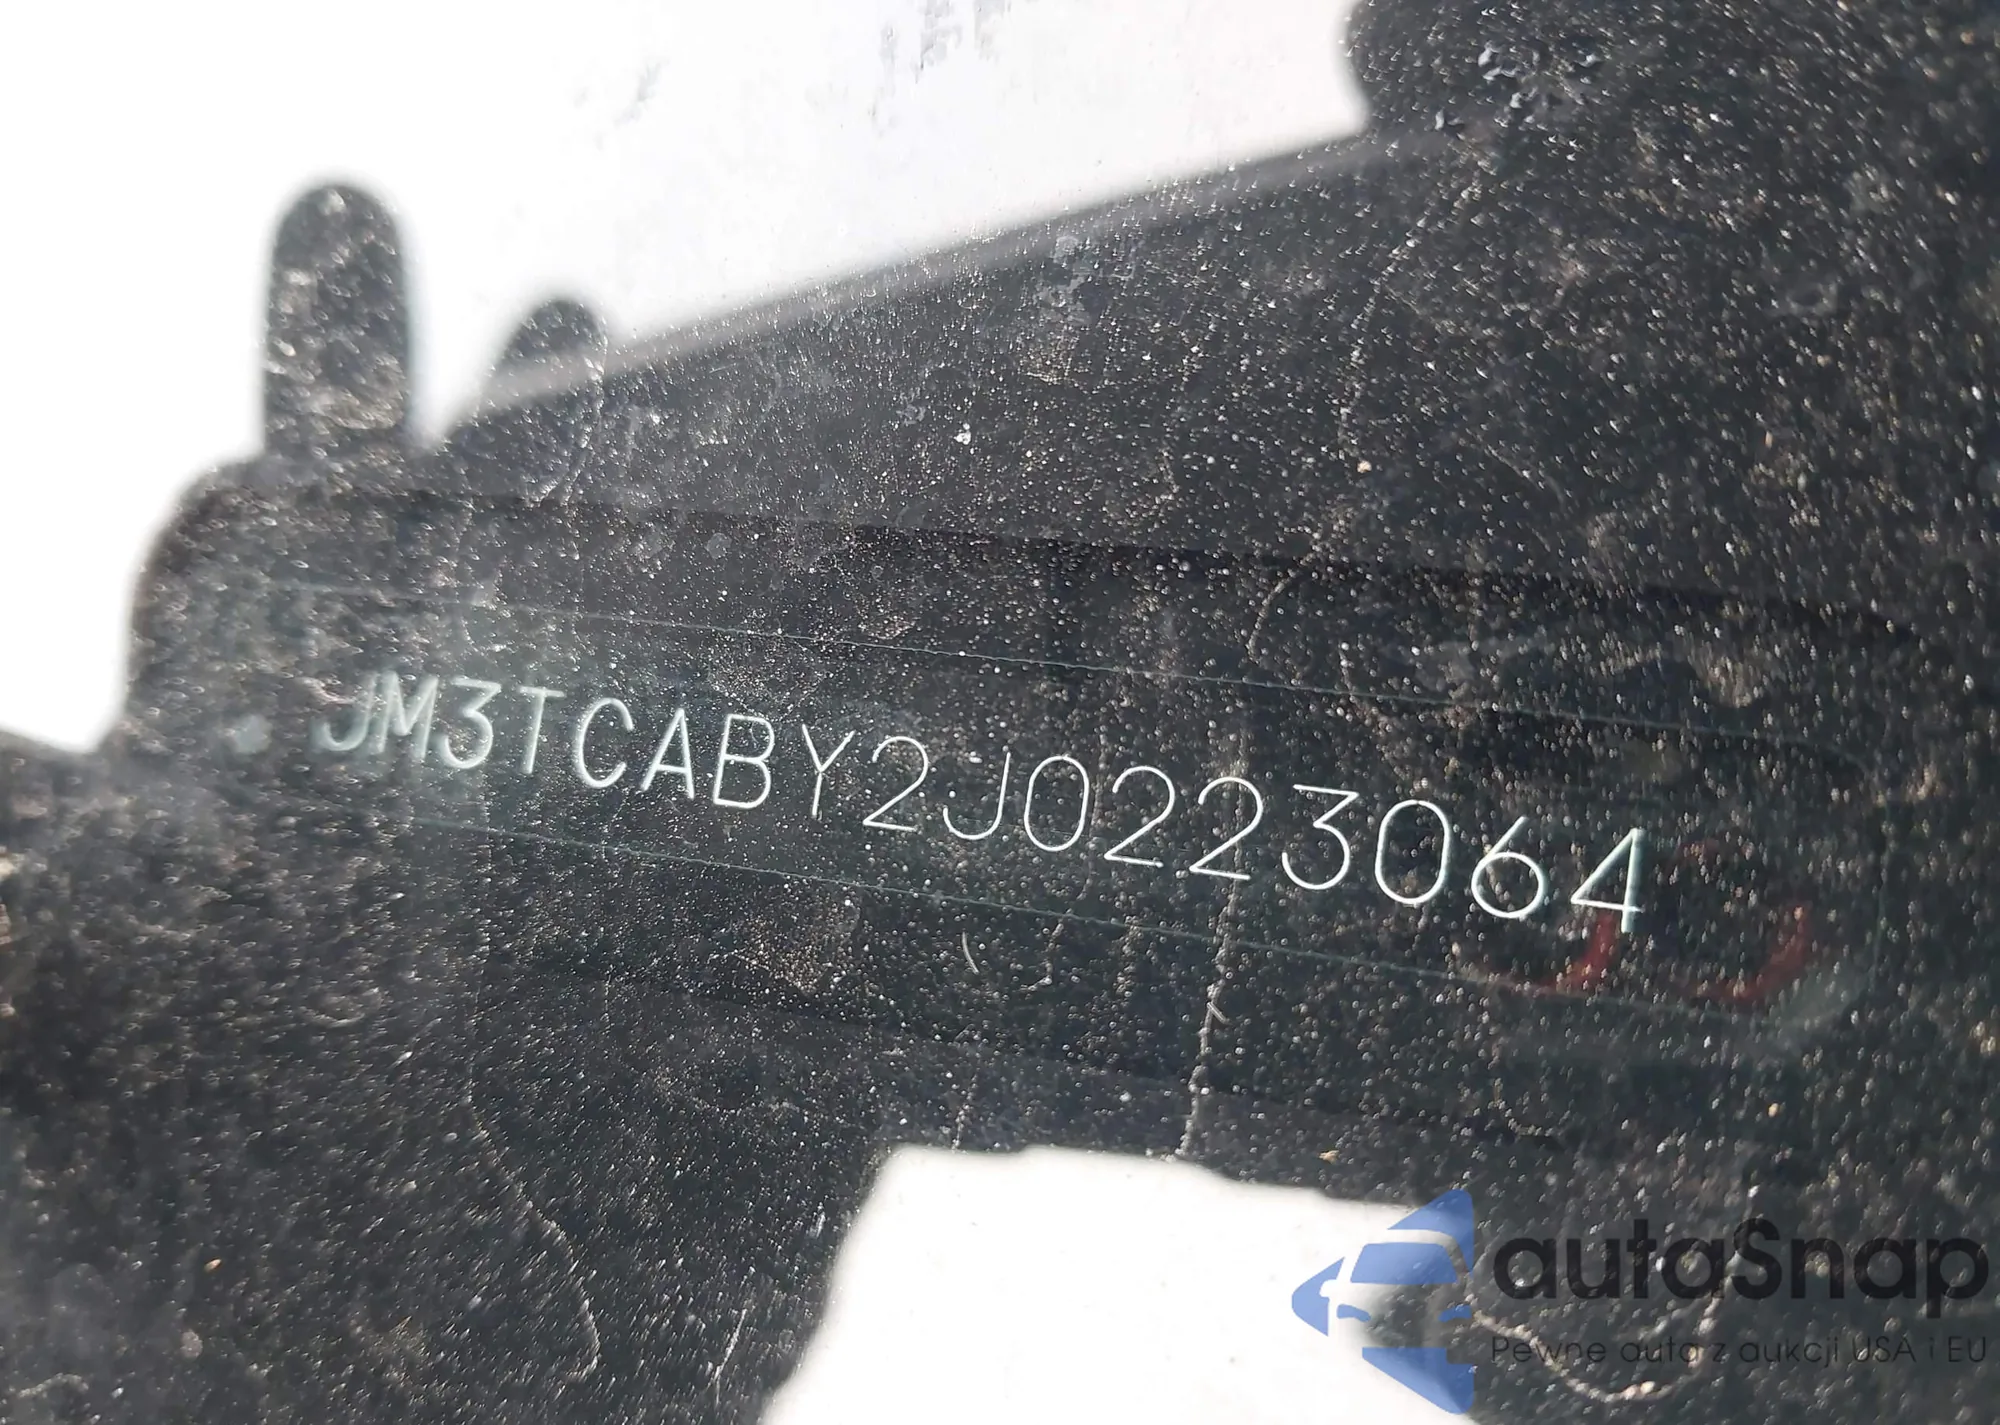 JM3TCABY2J0223064
autaSnap
Pewne auta z aukcji USA i EU